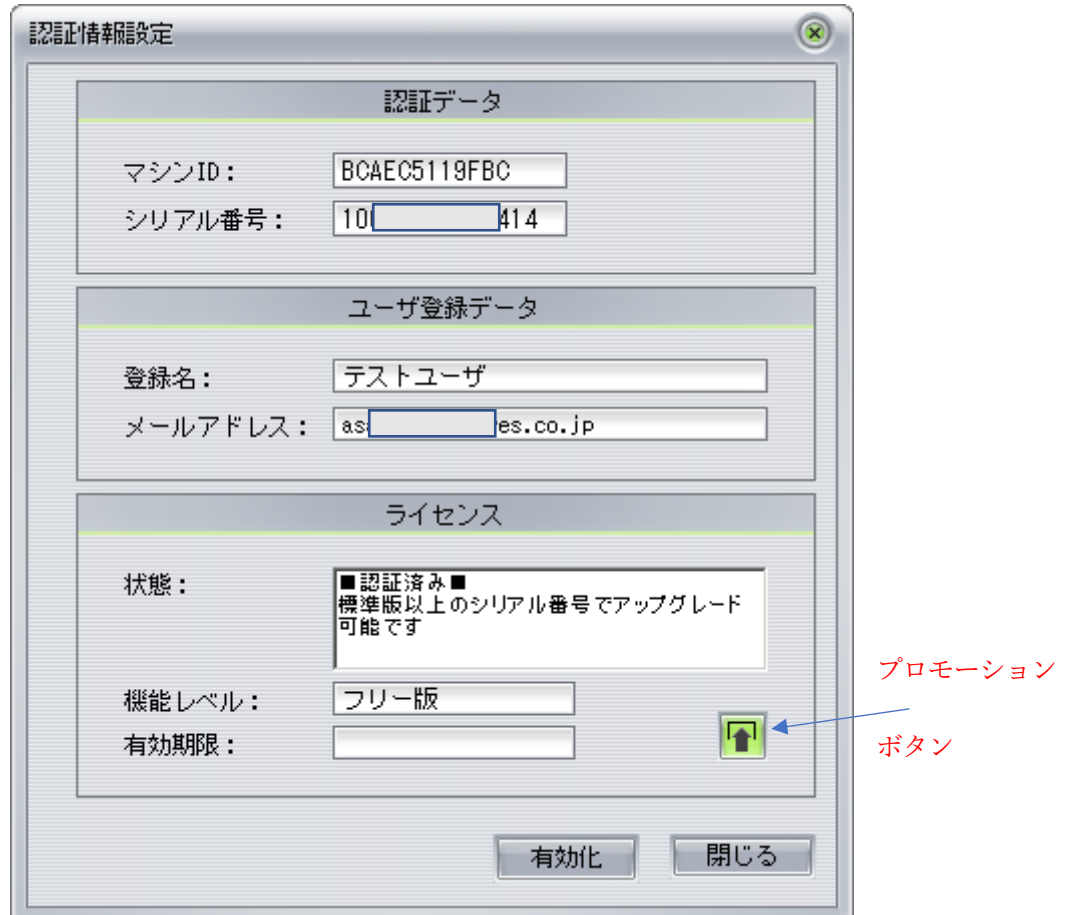 認証情報設定
認証データ
マシンID： BCAEC5119FBC
シリアル番号： 10 414
ユーザ登録データ
登録名： テストユーザ
メールアドレス： as es.co.jp
ライセンス
状態： ■認証済み■
標準版以上のシリアル番号でアップグレード
可能です
機能レベル： フリー版
有効期限：
プロモーション
ボタン
有効化 閉じる